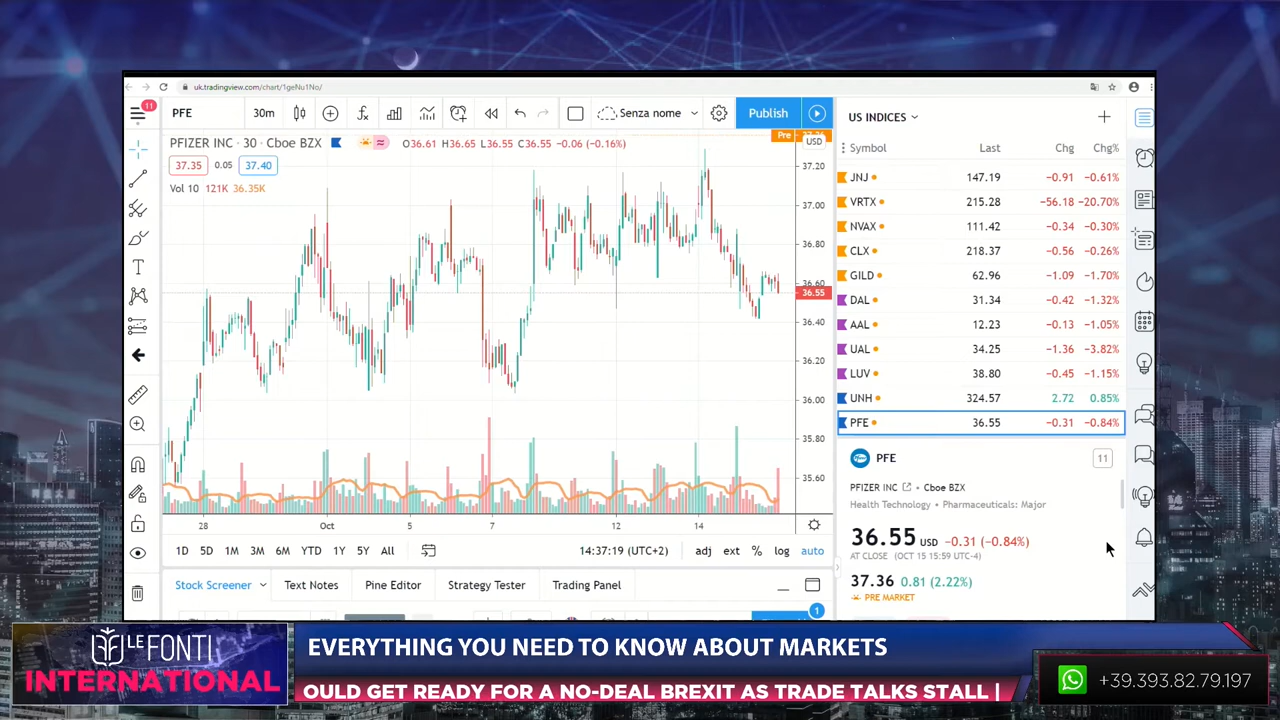 uk.tradingview.com/chart/1geNu1No/
11
PFE 30m Senza nome Publish
PFIZER INC · 30 · Cboe BZX O36.61 H36.65 L36.55 C36.55 −0.06 (−0.16%)
37.35 0.05 37.40
Vol 10 121K 36.35K
Pre
USD
37.20
37.00
36.80
36.60
36.55
36.40
36.20
36.00
35.80
35.60
28 Oct 5 7 12 14
1D 5D 1M 3M 6M YTD 1Y 5Y All 14:37:19 (UTC+2) adj ext % log auto
Stock Screener Text Notes Pine Editor Strategy Tester Trading Panel
1
US INDICES
Symbol Last Chg Chg%
JNJ 147.19 −0.91 −0.61%
VRTX 215.28 −56.18 −20.70%
NVAX 111.42 −0.34 −0.30%
CLX 218.37 −0.56 −0.26%
GILD 62.96 −1.09 −1.70%
DAL 31.34 −0.42 −1.32%
AAL 12.23 −0.13 −1.05%
UAL 34.25 −1.36 −3.82%
LUV 38.80 −0.45 −1.15%
UNH 324.57 2.72 0.85%
PFE 36.55 −0.31 −0.84%
PFE 11
PFIZER INC • Cboe BZX
Health Technology • Pharmaceuticals: Major
36.55 USD −0.31 (−0.84%)
AT CLOSE (OCT 15 15:59 UTC-4)
37.36 0.81 (2.22%)
PRE MARKET
LE FONTI
INTERNATIONAL
EVERYTHING YOU NEED TO KNOW ABOUT MARKETS
OULD GET READY FOR A NO-DEAL BREXIT AS TRADE TALKS STALL |
+39.393.82.79.197